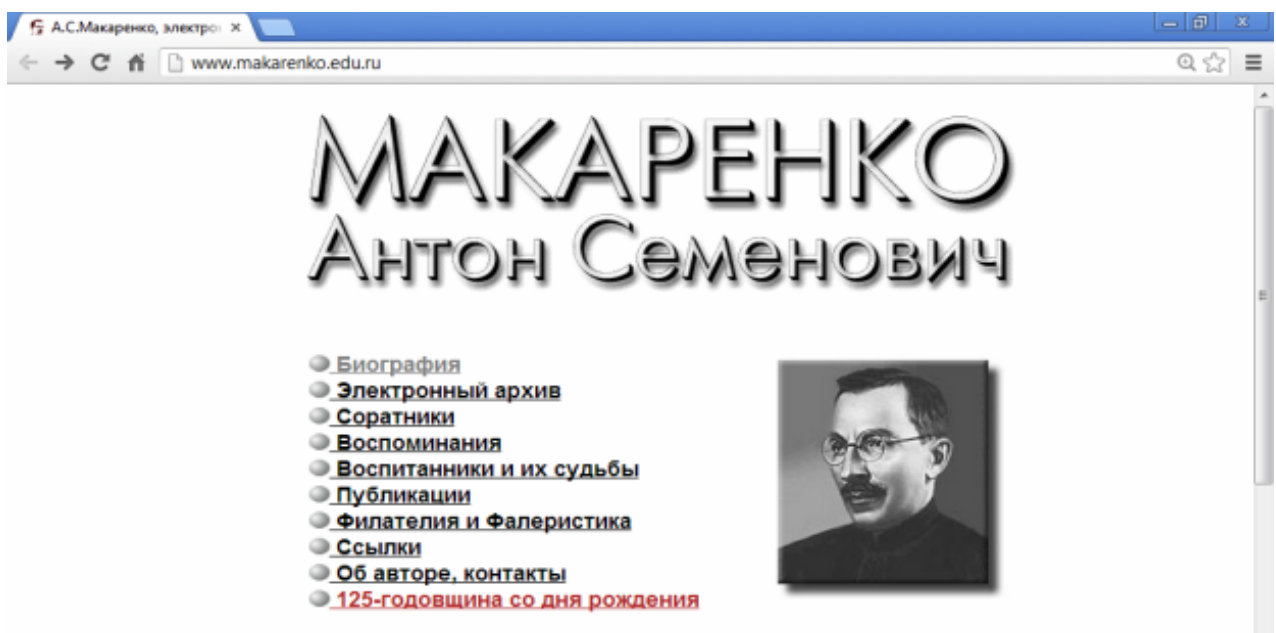 А.С.Макаренко, электро
www.makarenko.edu.ru
МАКАРЕНКО
Антон Семенович
Биография
Электронный архив
Соратники
Воспоминания
Воспитанники и их судьбы
Публикации
Филателия и Фалеристика
Ссылки
Об авторе, контакты
125-годовщина со дня рождения